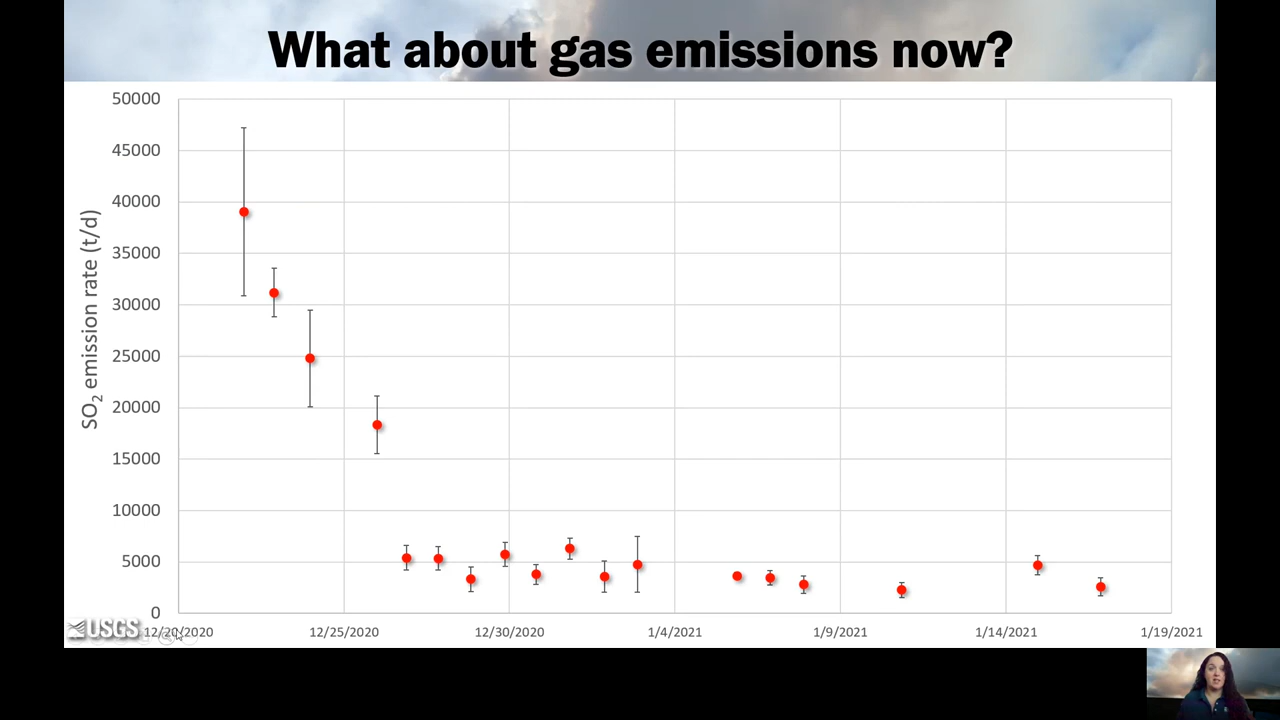 What about gas emissions now?
50000
45000
40000
35000
30000
25000
20000
15000
10000
5000
0
SO₂ emission rate (t/d)
USGS
12/20/2020 12/25/2020 12/30/2020 1/4/2021 1/9/2021 1/14/2021 1/19/2021